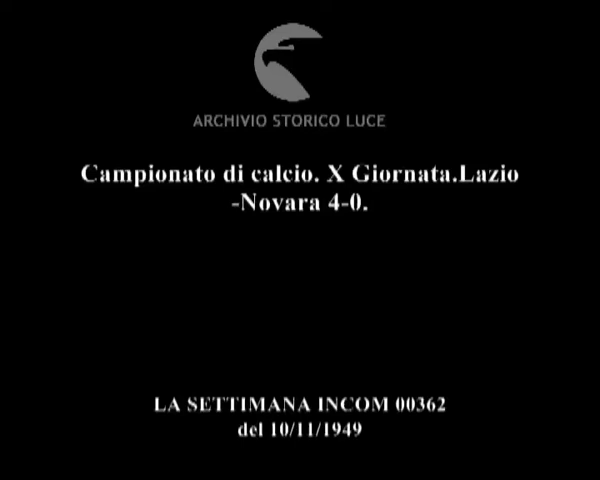 ARCHIVIO STORICO LUCE
Campionato di calcio. X Giornata.Lazio
-Novara 4-0.
LA SETTIMANA INCOM 00362
del 10/11/1949